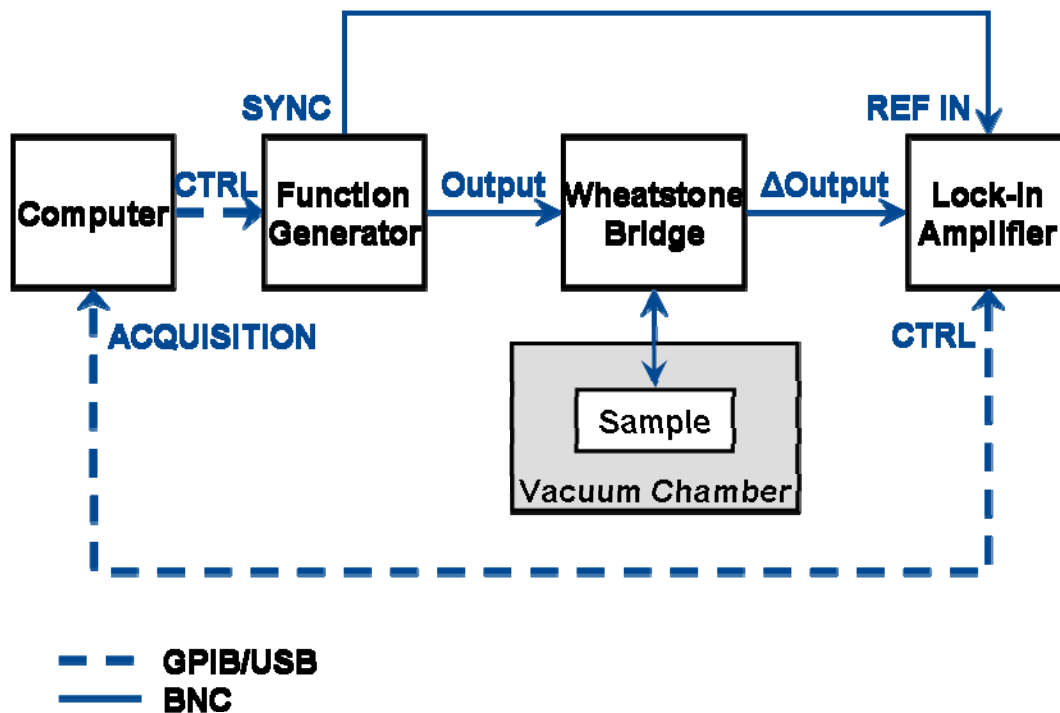 SYNC
REF IN
Computer
CTRL
Function
Generator
Output
Wheatstone
Bridge
ΔOutput
Lock-in
Amplifier
ACQUISITION
CTRL
Sample
Vacuum Chamber
GPIB/USB
BNC